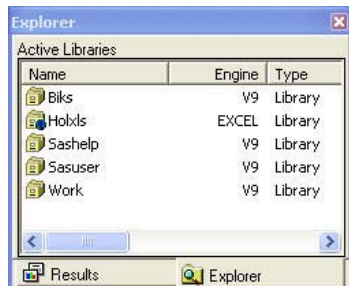 Explorer
Active Libraries
Name Engine Type
Biks V9 Library
Holxls EXCEL Library
Sashelp V9 Library
Sasuser V9 Library
Work V9 Library
Results Explorer